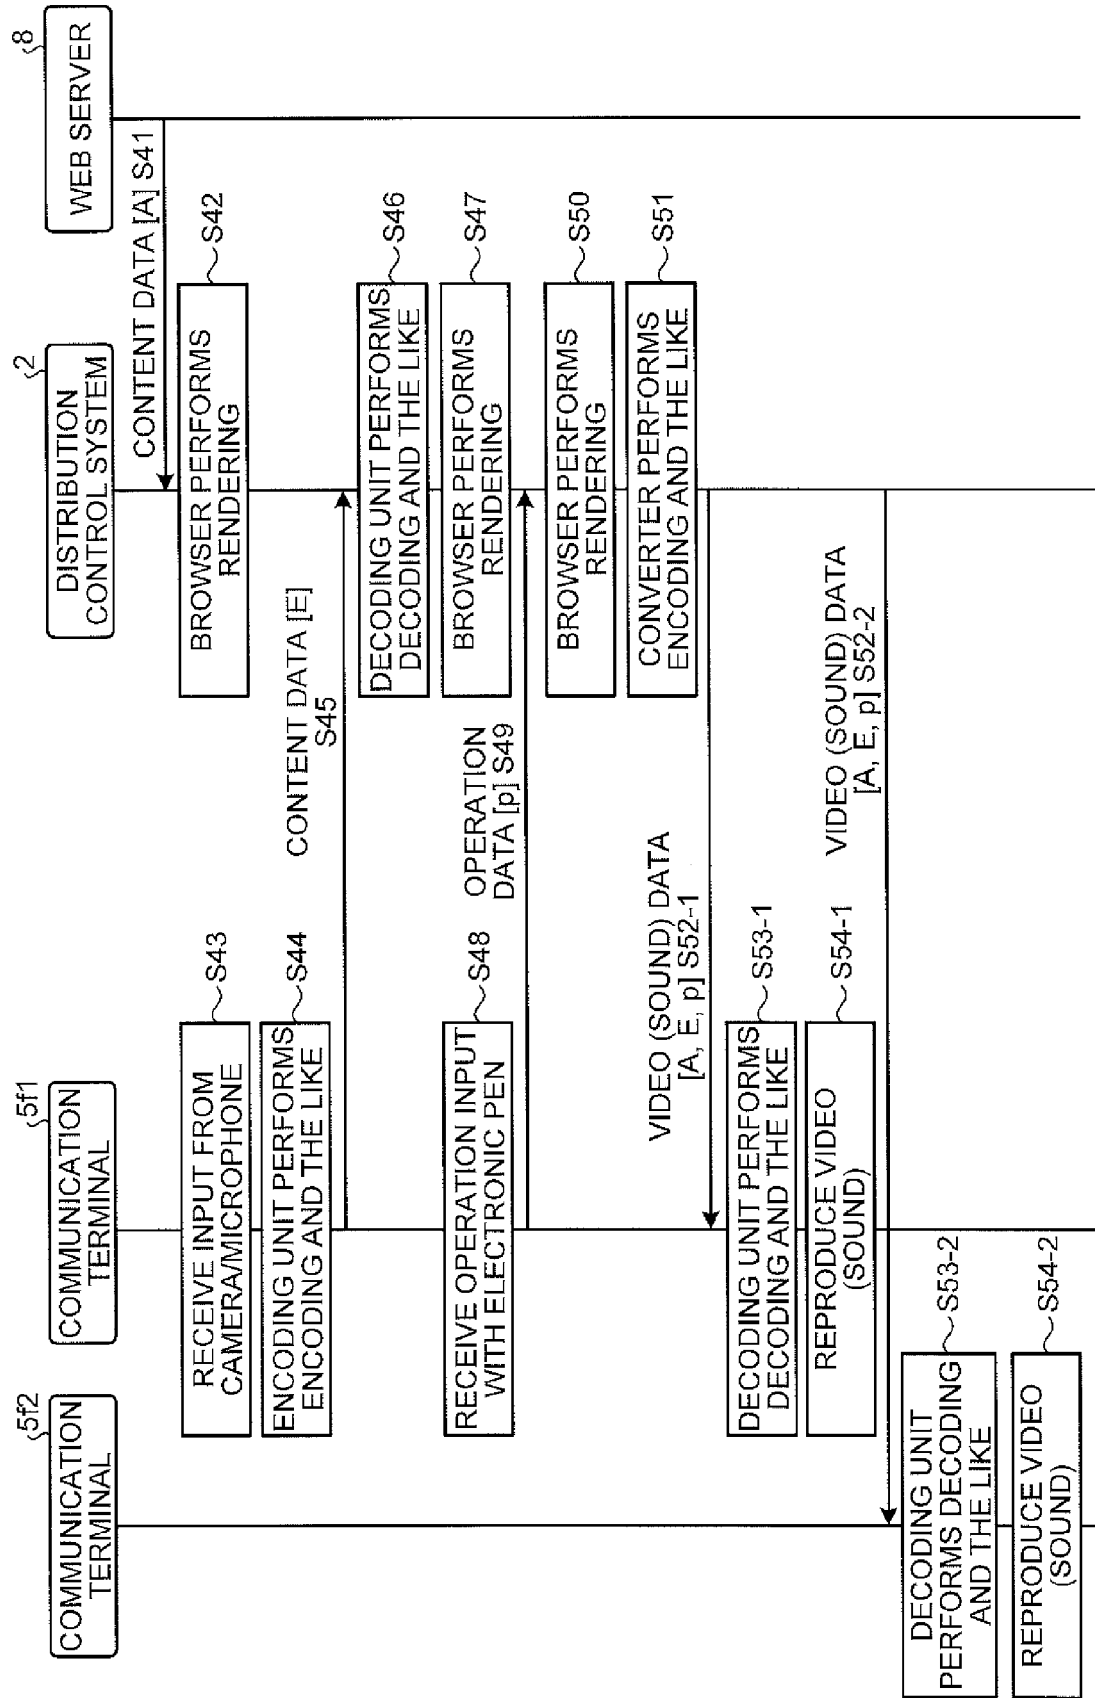 5f2
COMMUNICATION
TERMINAL
5f1
COMMUNICATION
TERMINAL
2
DISTRIBUTION
CONTROL SYSTEM
8
WEB SERVER
CONTENT DATA [A] S41
BROWSER PERFORMS
RENDERING
S42
RECEIVE INPUT FROM
CAMERA/MICROPHONE
S43
ENCODING UNIT PERFORMS
ENCODING AND THE LIKE
S44
CONTENT DATA [E]
S45
DECODING UNIT PERFORMS
DECODING AND THE LIKE
S46
BROWSER PERFORMS
RENDERING
S47
RECEIVE OPERATION INPUT
WITH ELECTRONIC PEN
S48
OPERATION
DATA [p] S49
BROWSER PERFORMS
RENDERING
S50
CONVERTER PERFORMS
ENCODING AND THE LIKE
S51
VIDEO (SOUND) DATA
[A, E, p] S52-1
DECODING UNIT PERFORMS
DECODING AND THE LIKE
S53-1
REPRODUCE VIDEO
(SOUND)
S54-1
VIDEO (SOUND) DATA
[A, E, p] S52-2
DECODING UNIT
PERFORMS DECODING
AND THE LIKE
S53-2
REPRODUCE VIDEO
(SOUND)
S54-2